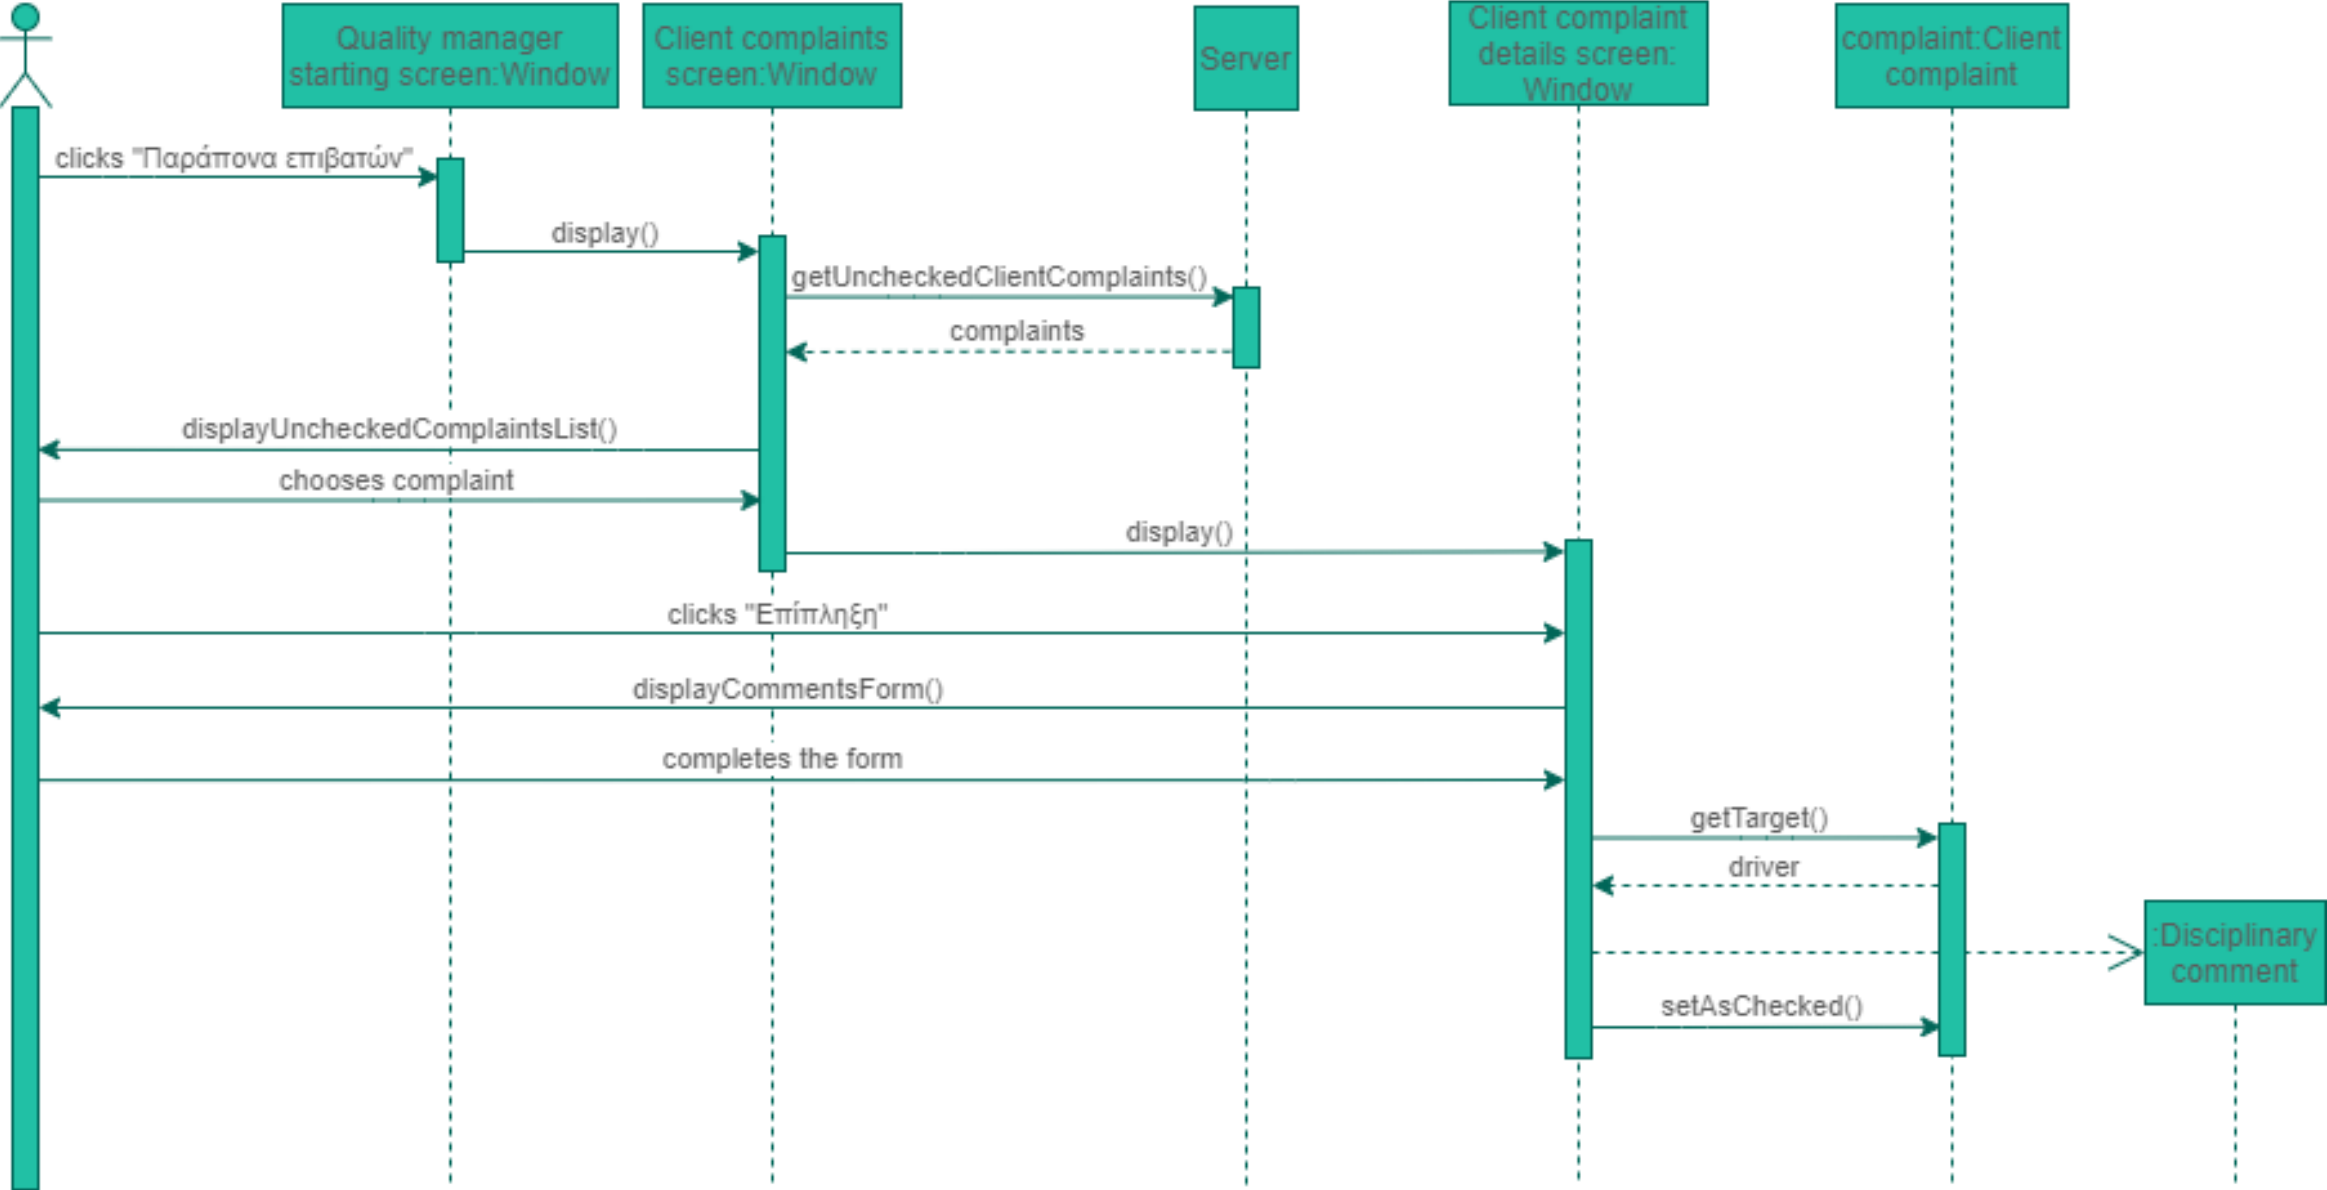 Quality manager
starting screen:Window
Client complaints
screen:Window
Server
Client complaint
details screen:
Window
complaint:Client
complaint
clicks "Παράπονα επιβατών"
display()
getUncheckedClientComplaints()
complaints
displayUncheckedComplaintsList()
chooses complaint
display()
clicks "Επίπληξη"
displayCommentsForm()
completes the form
getTarget()
driver
:Disciplinary
comment
setAsChecked()